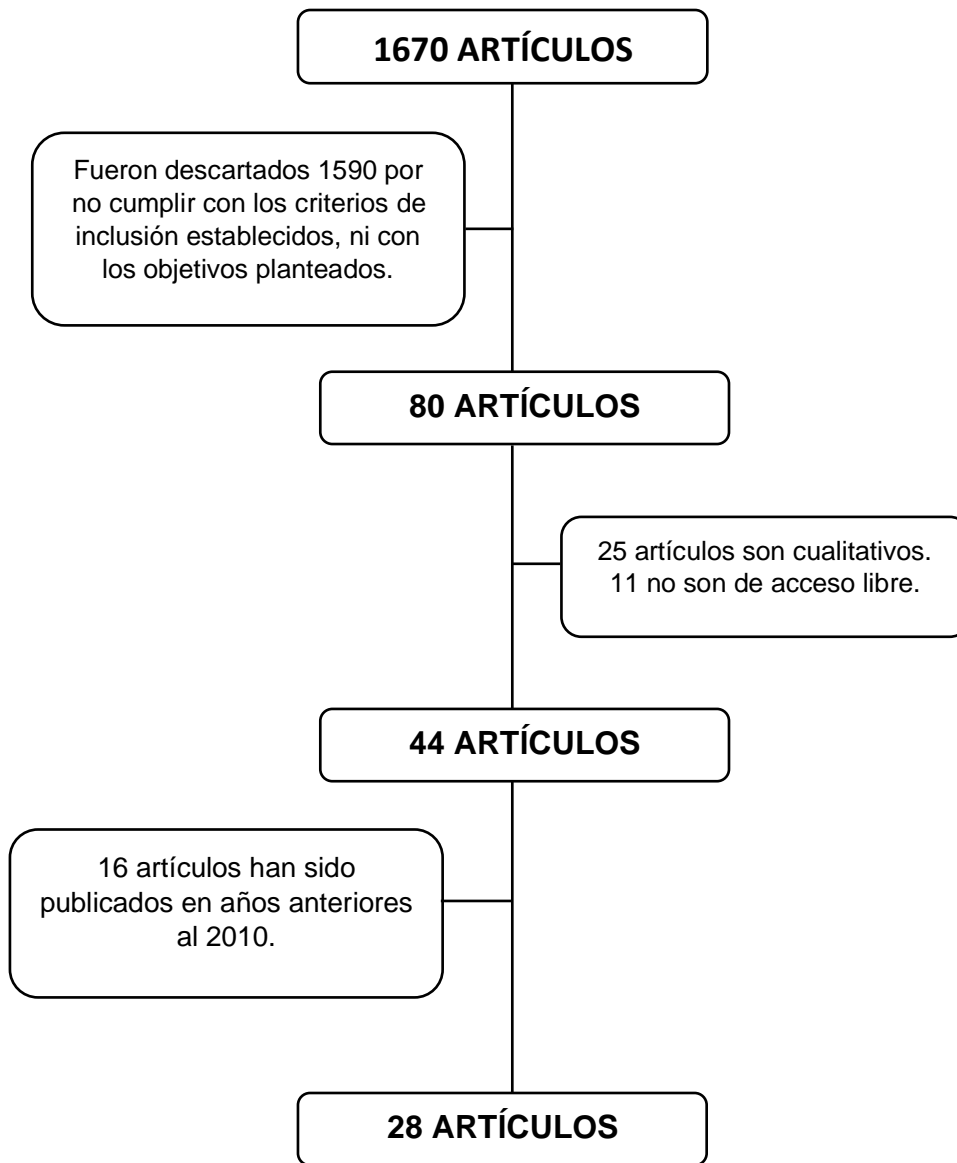 1670 ARTÍCULOS
Fueron descartados 1590 por
no cumplir con los criterios de
inclusión establecidos, ni con
los objetivos planteados.
80 ARTÍCULOS
25 artículos son cualitativos.
11 no son de acceso libre.
44 ARTÍCULOS
16 artículos han sido
publicados en años anteriores
al 2010.
28 ARTÍCULOS